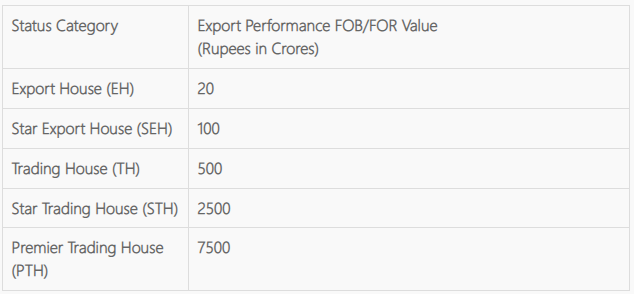 Status Category
Export Performance FOB/FOR Value
(Rupees in Crores)
Export House (EH)
20
Star Export House (SEH)
100
Trading House (TH)
500
Star Trading House (STH)
2500
Premier Trading House
(PTH)
7500